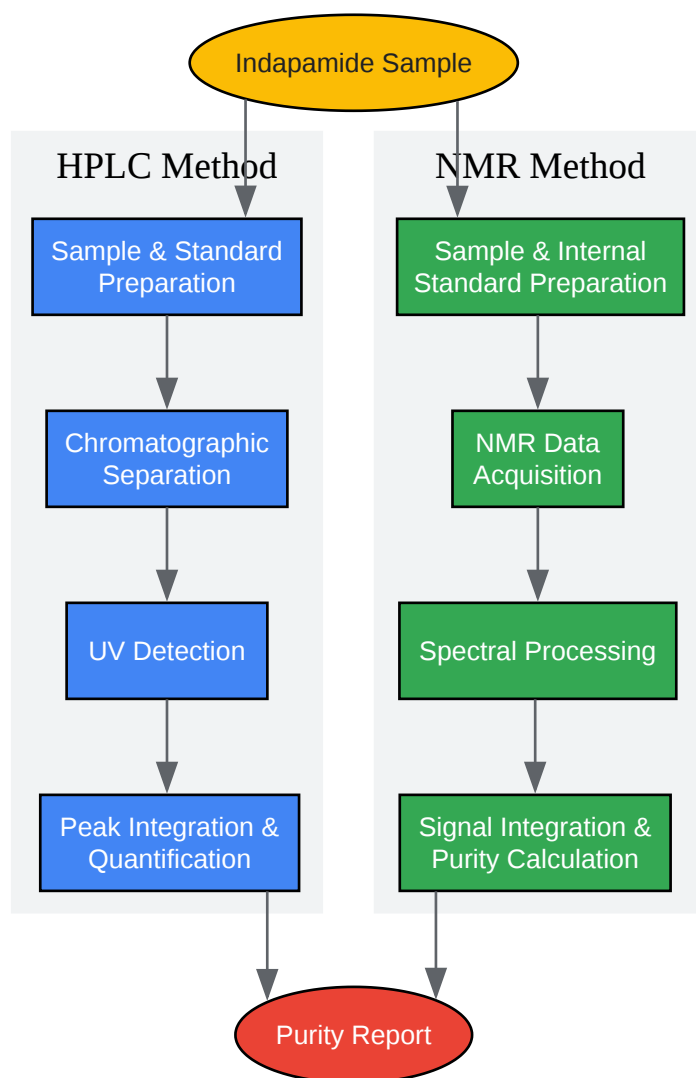 Indapamide Sample
HPLC Method
Sample & Standard
Preparation
Chromatographic
Separation
UV Detection
Peak Integration &
Quantification
NMR Method
Sample & Internal
Standard Preparation
NMR Data
Acquisition
Spectral Processing
Signal Integration &
Purity Calculation
Purity Report